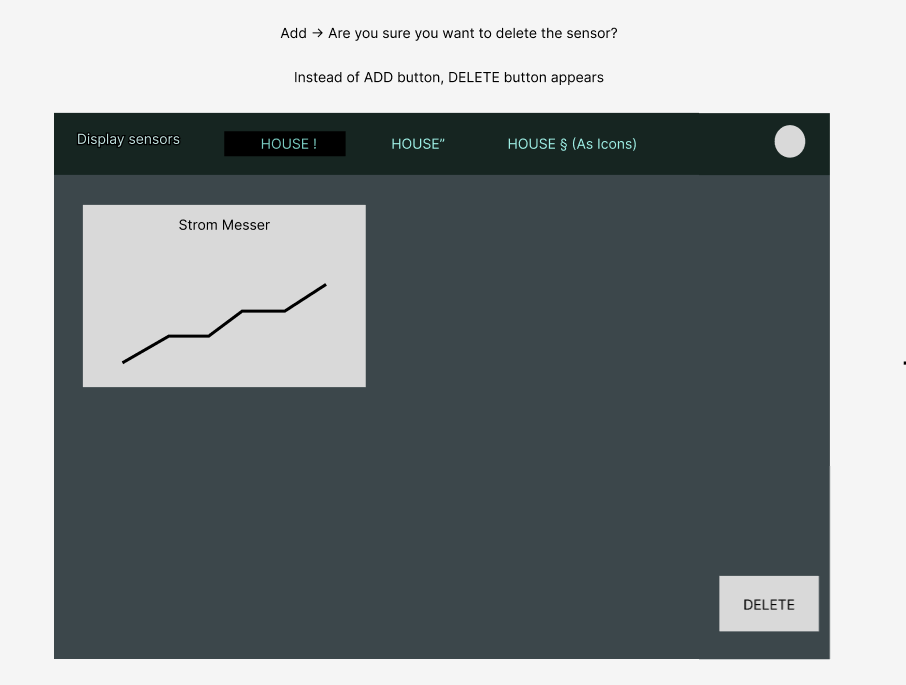 Add → Are you sure you want to delete the sensor?
Instead of ADD button, DELETE button appears
Display sensors
HOUSE !
HOUSE“
HOUSE § (As Icons)
Strom Messer
DELETE